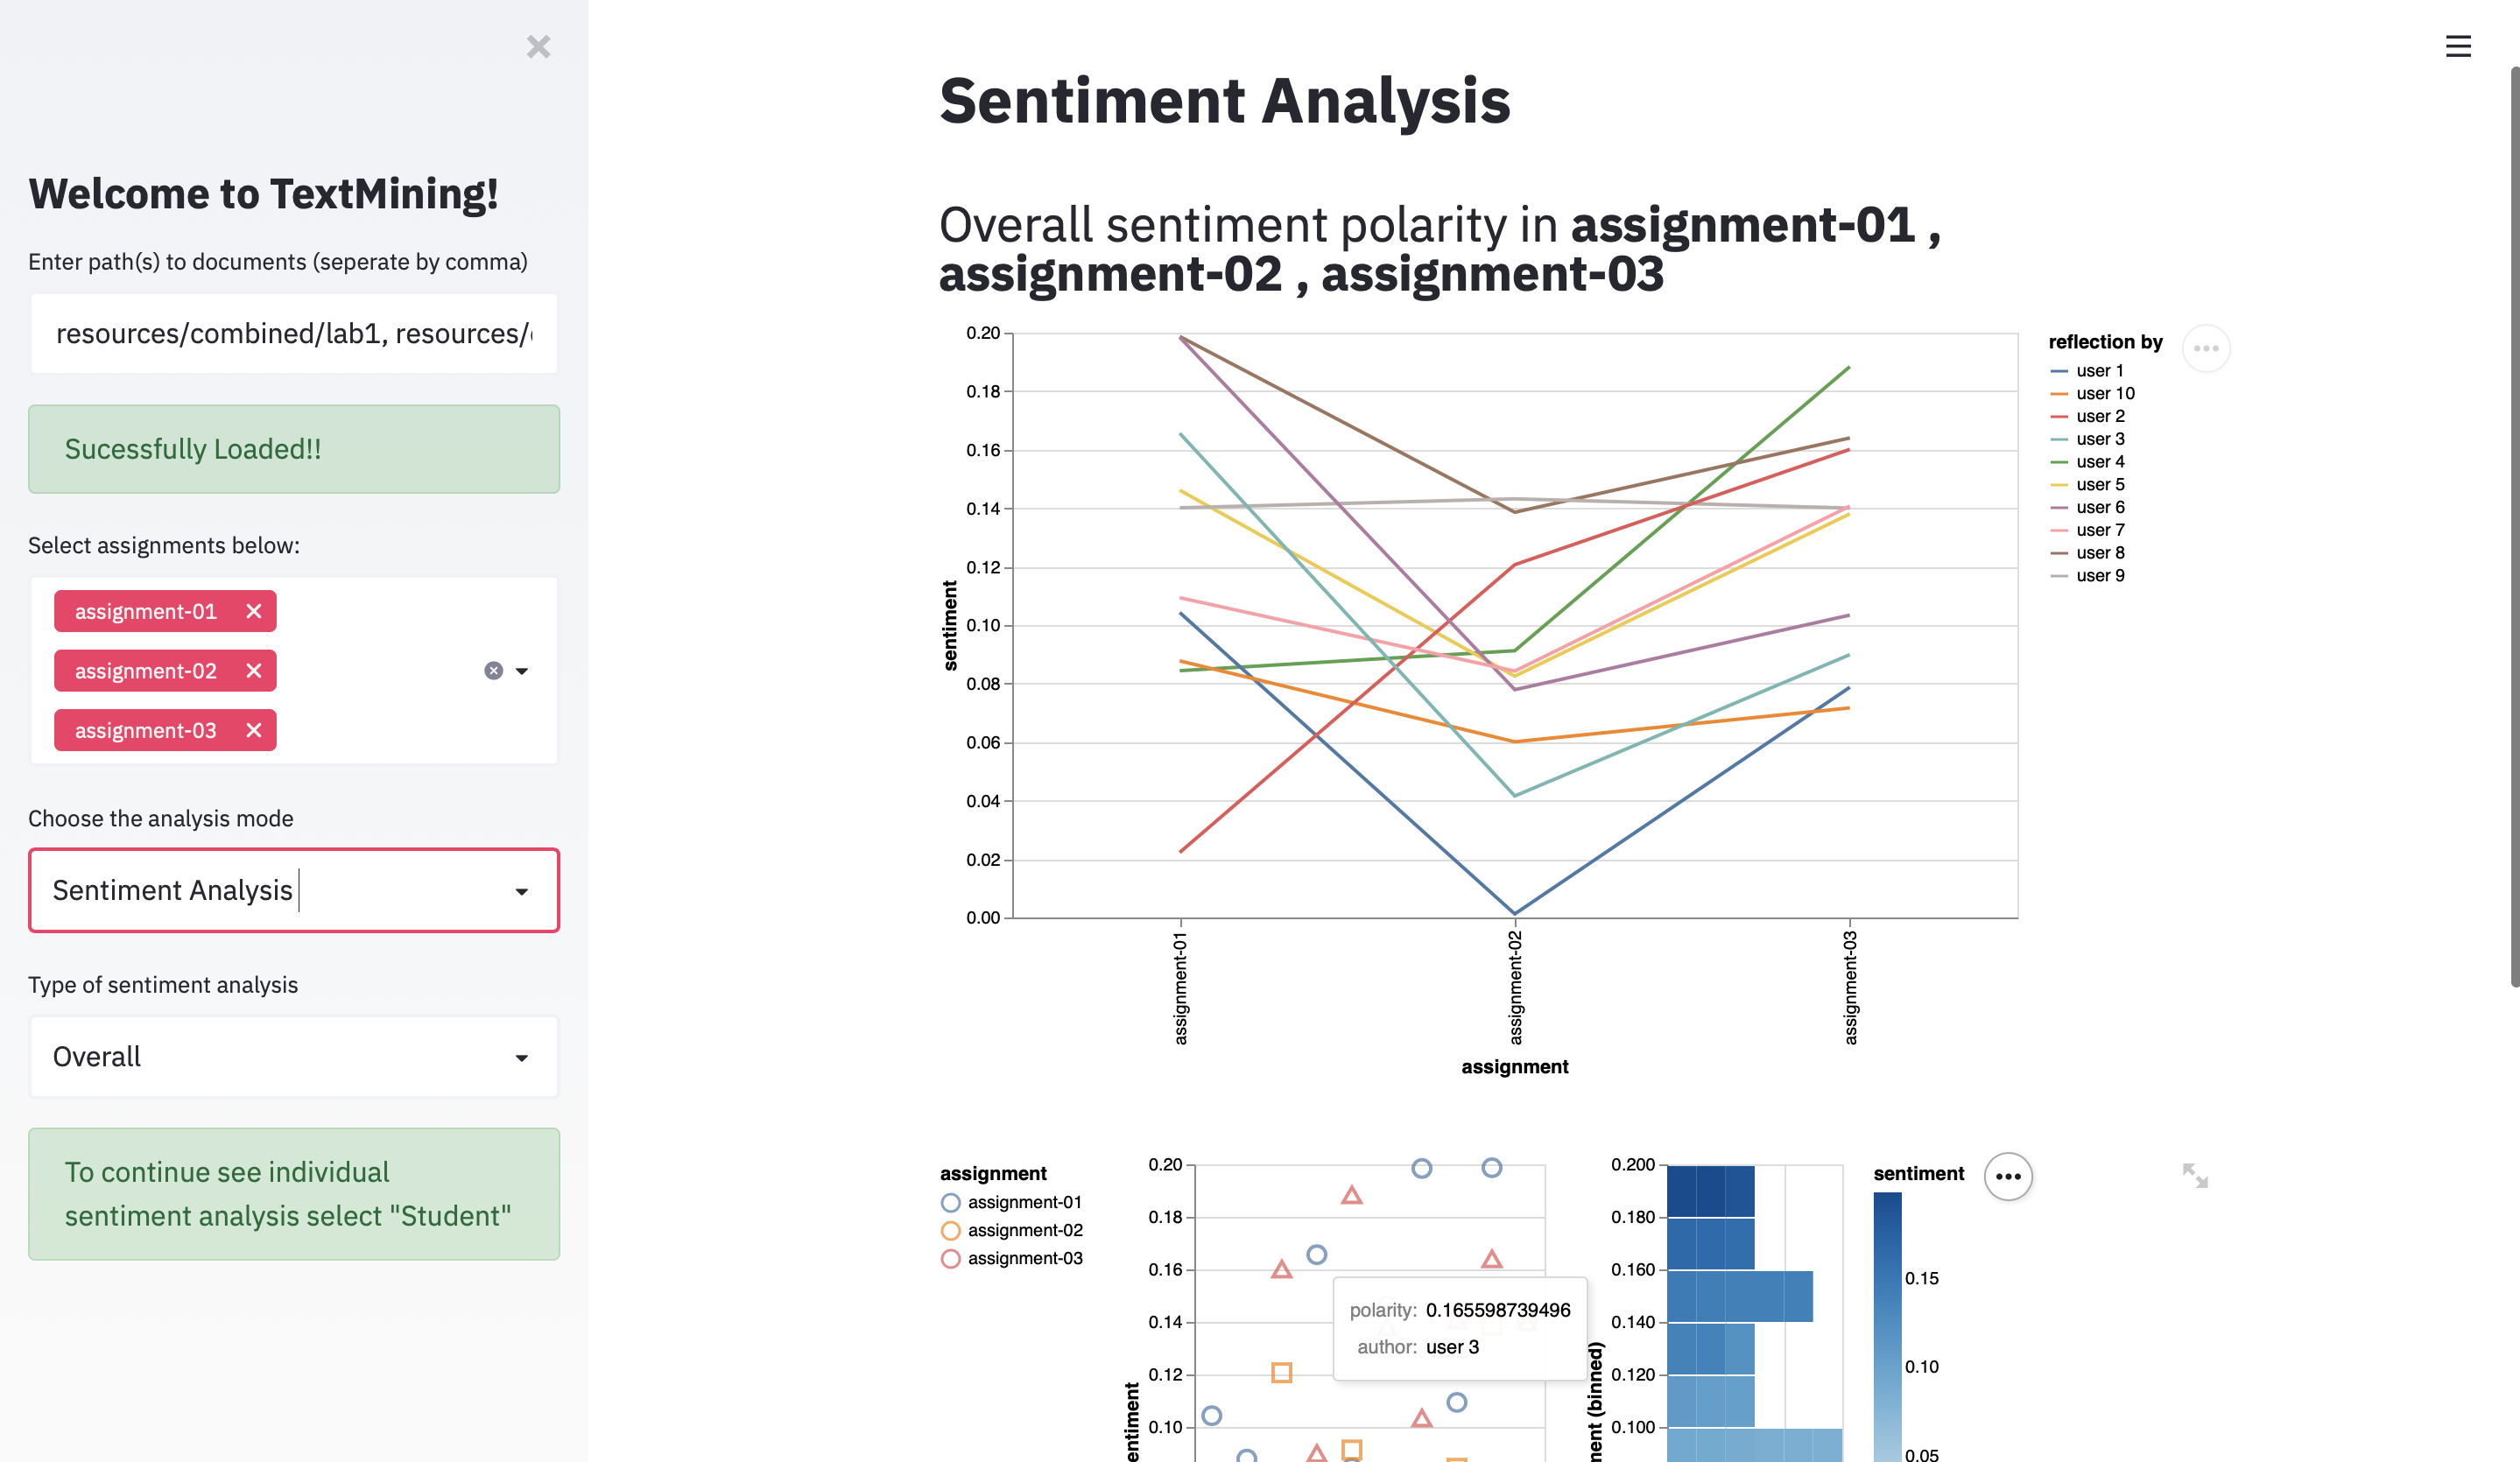 Welcome to TextMining!
Enter path(s) to documents (seperate by comma)
resources/combined/lab1, resources/
Sucessfully Loaded!!
Select assignments below:
assignment-01
assignment-02
assignment-03
Choose the analysis mode
Sentiment Analysis
Type of sentiment analysis
Overall
To continue see individual
sentiment analysis select "Student"
Sentiment Analysis
Overall sentiment polarity in assignment-01 ,
assignment-02 , assignment-03
0.20
0.18
0.16
0.14
0.12
0.10
0.08
0.06
0.04
0.02
0.00
sentiment
assignment-01
assignment-02
assignment-03
assignment
reflection by
user 1
user 10
user 2
user 3
user 4
user 5
user 6
user 7
user 8
user 9
assignment
assignment-01
assignment-02
assignment-03
0.20
0.18
0.16
0.14
0.12
0.10
entiment
polarity: 0.165598739496
author: user 3
0.200
0.180
0.160
0.140
0.120
0.100
ment (binned)
sentiment
0.15
0.10
0.05